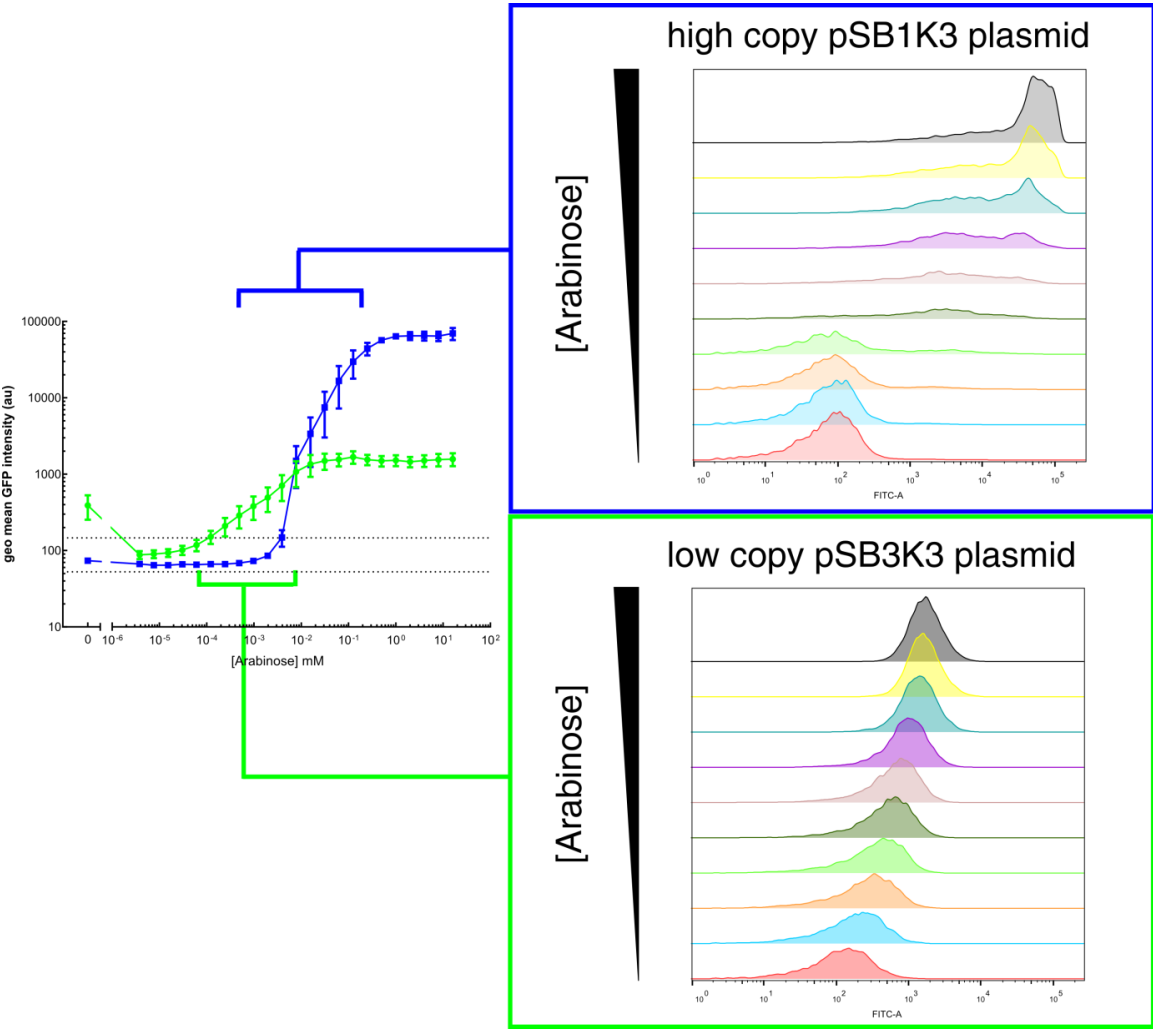 high copy pSB1K3 plasmid
[Arabinose]
10^0 10^1 10^2 10^3 10^4 10^5
FITC-A
geo mean GFP intensity (au)
100000
10000
1000
100
10
0 10^-6 10^-5 10^-4 10^-3 10^-2 10^-1 10^0 10^1 10^2
[Arabinose] mM
low copy pSB3K3 plasmid
[Arabinose]
10^0 10^1 10^2 10^3 10^4 10^5
FITC-A